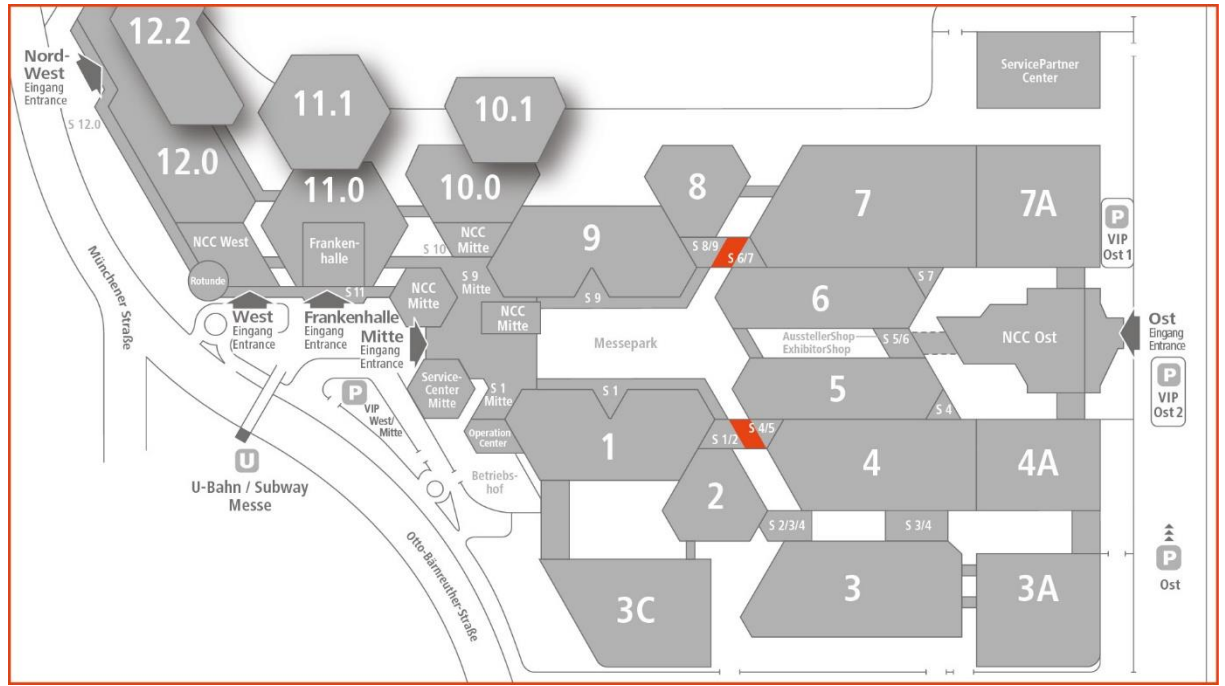 12.2
Nord-
West
Eingang
Entrance
S 12.0
11.1
10.1
ServicePartner
Center
12.0
11.0
10.0
8
7
7A
P
VIP
Ost 1
NCC West
Franken-
halle
S 10
NCC
Mitte
9
S 8/9
S 6/7
Rotunde
S 11
NCC
Mitte
S 9
Mitte
S 9
NCC
Mitte
6
S 7
Münchener Straße
West
Eingang
(Entrance
Frankenhalle
Eingang
Entrance
Mitte
Eingang
Entrance
Messepark
AusstellerShop
ExhibitorShop
S 5/6
NCC Ost
Ost
Eingang
Entrance
P
VIP
Ost 2
P
VIP
West/
Mitte
Service-
Center
Mitte
S 1
Mitte
S 1
5
S 4
Operation
Center
1
S 1/2
S 4/5
4
4A
U
U-Bahn / Subway
Messe
Betriebs-
hof
2
S 2/3/4
S 3/4
Otto-Bärnreuther-Straße
3C
3
3A
P
Ost